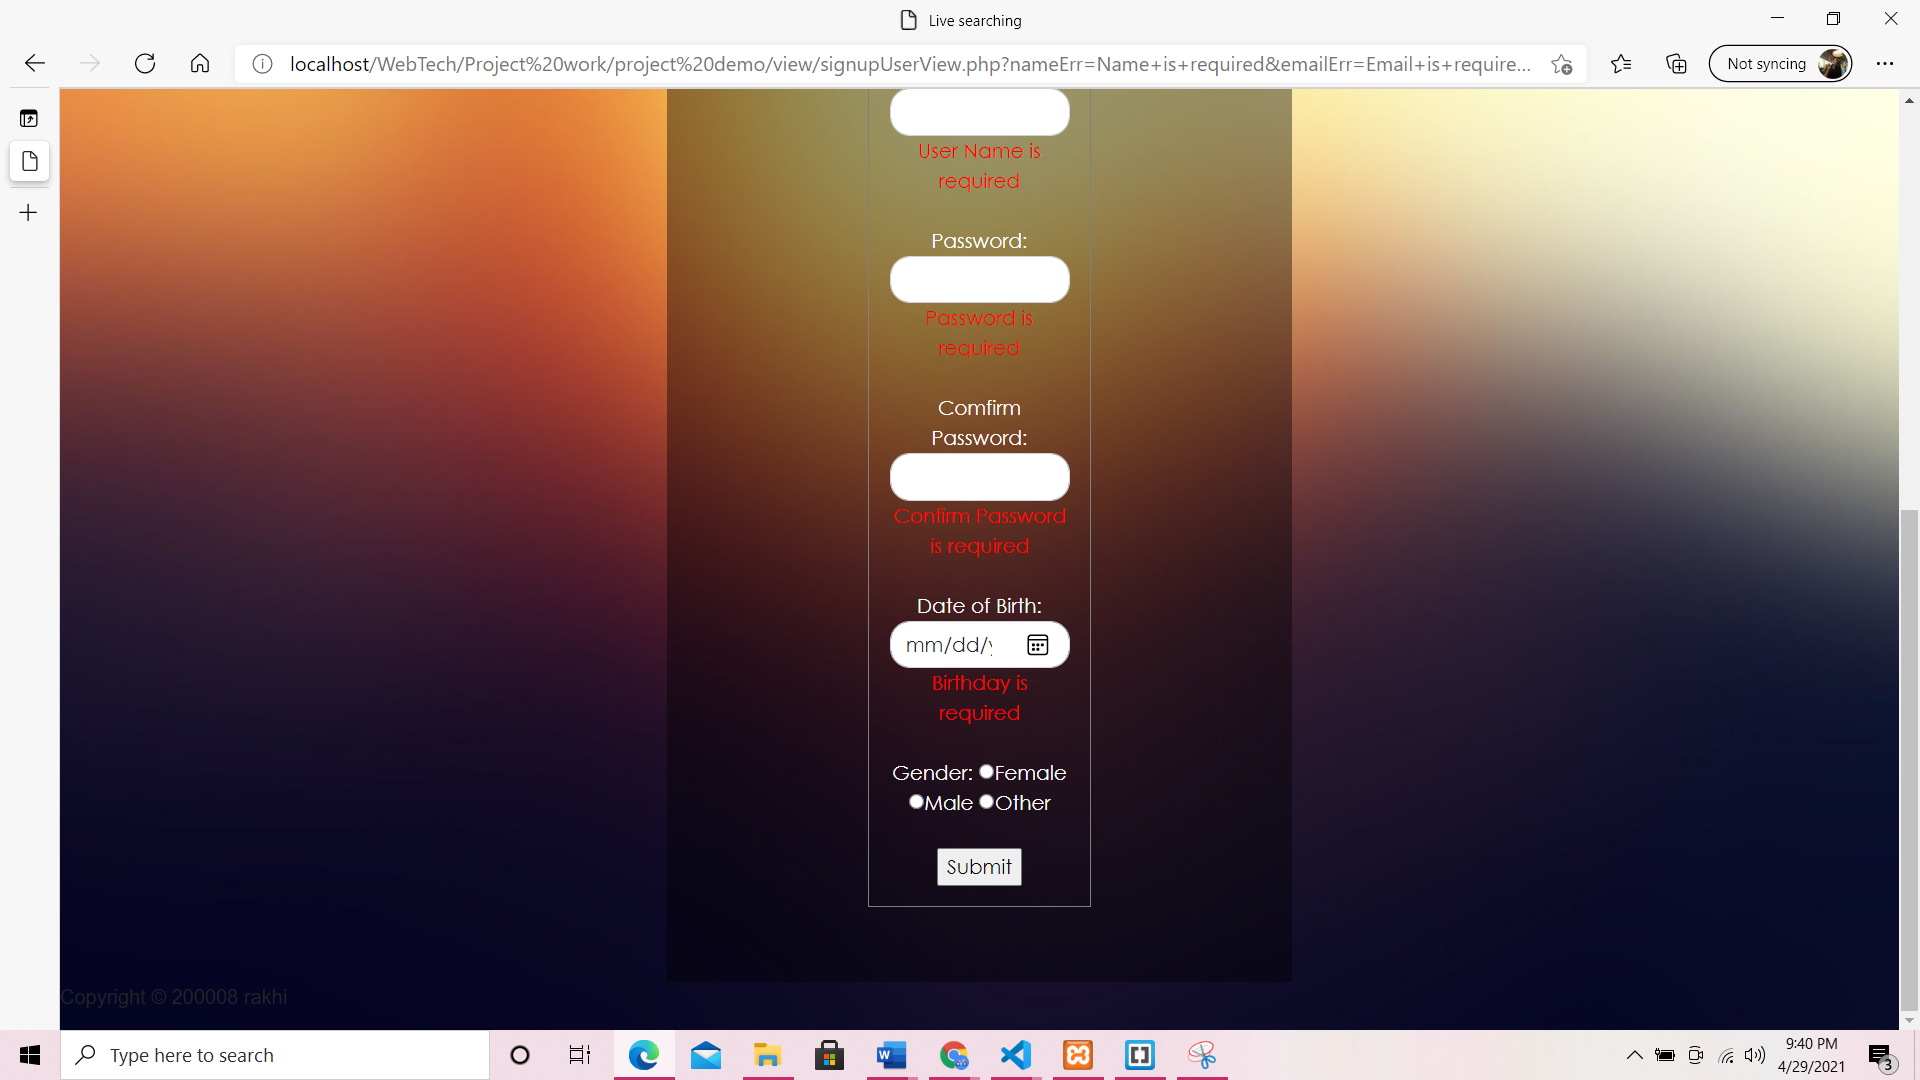 Live searching
localhost/WebTech/Project%20work/project%20demo/view/signupUserView.php?nameErr=Name+is+required&emailErr=Email+is+require...
Not syncing
User Name is
required
Password:
Password is
required
Comfirm
Password:
Confirm Password
is required
Date of Birth:
mm/dd/y
Birthday is
required
Gender: Female
Male Other
Submit
Copyright © 200008 rakhi
Type here to search
9:40 PM
4/29/2021
3